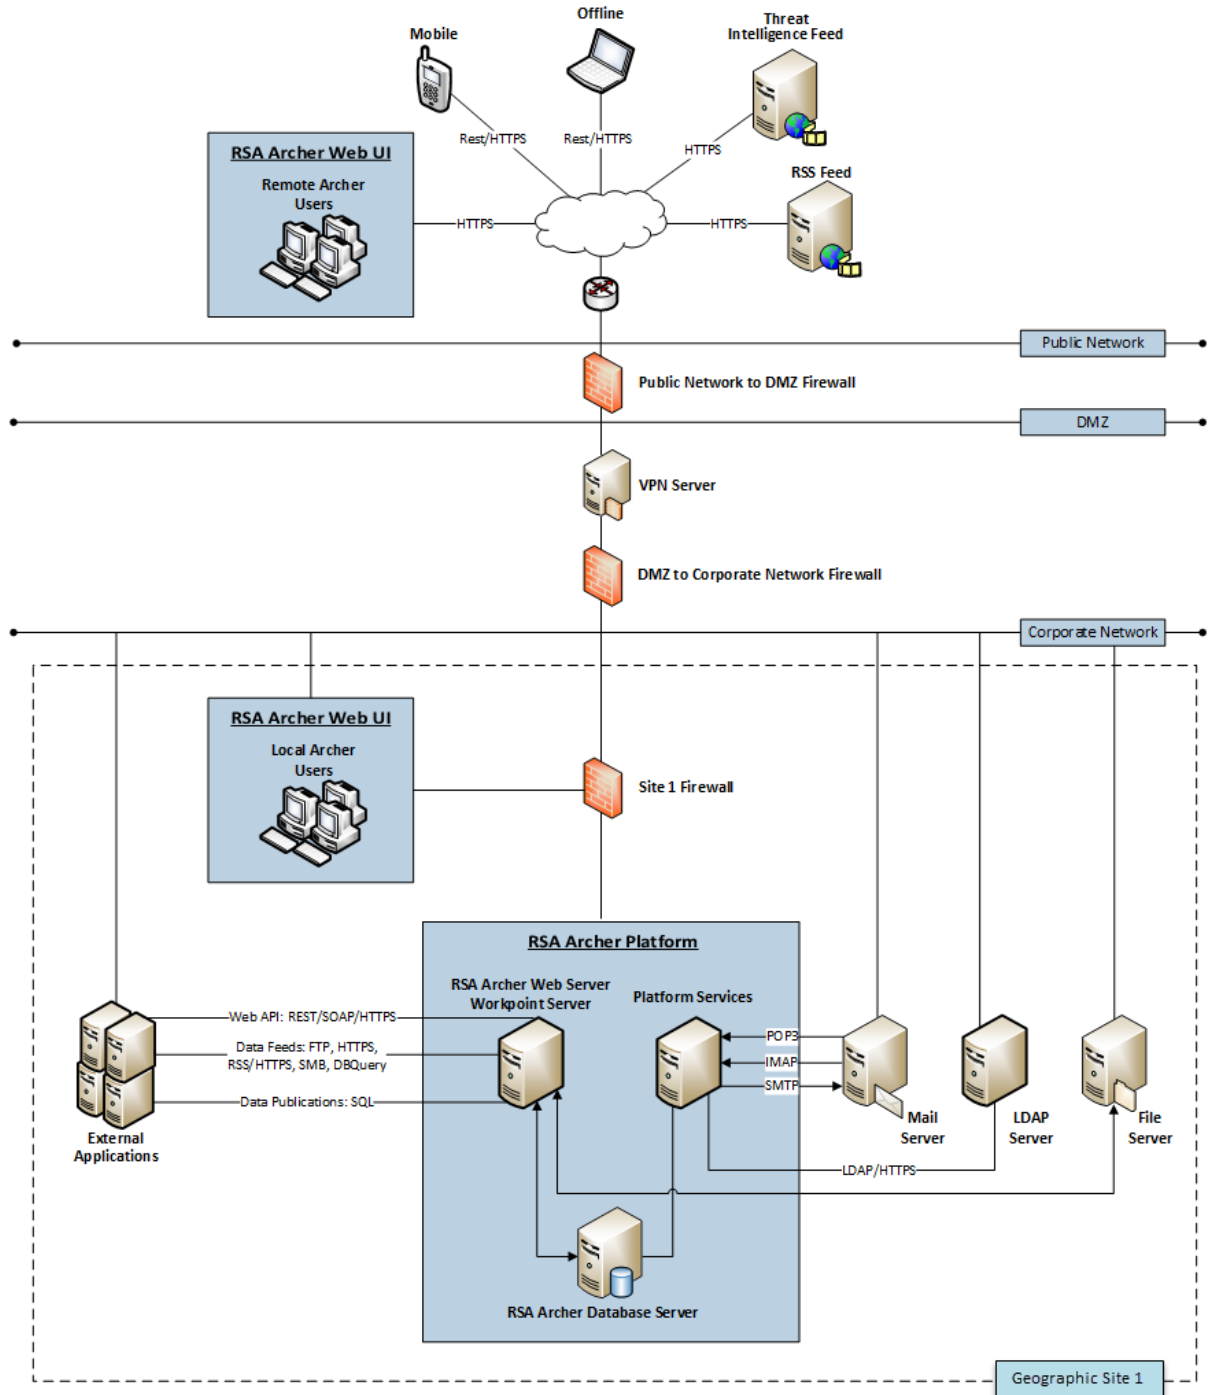 Offline
Mobile
Threat
Intelligence Feed
Rest/HTTPS
Rest/HTTPS
HTTPS
RSA Archer Web UI
Remote Archer
Users
RSS Feed
HTTPS
HTTPS
Public Network
Public Network to DMZ Firewall
DMZ
VPN Server
DMZ to Corporate Network Firewall
Corporate Network
RSA Archer Web UI
Local Archer
Users
Site 1 Firewall
RSA Archer Platform
RSA Archer Web Server
Workpoint Server
Platform Services
Web API: REST/SOAP/HTTPS
Data Feeds: FTP, HTTPS,
RSS/HTTPS, SMB, DBQuery
Data Publications: SQL
POP3
IMAP
SMTP
External
Applications
Mail
Server
LDAP
Server
File
Server
LDAP/HTTPS
RSA Archer Database Server
Geographic Site 1